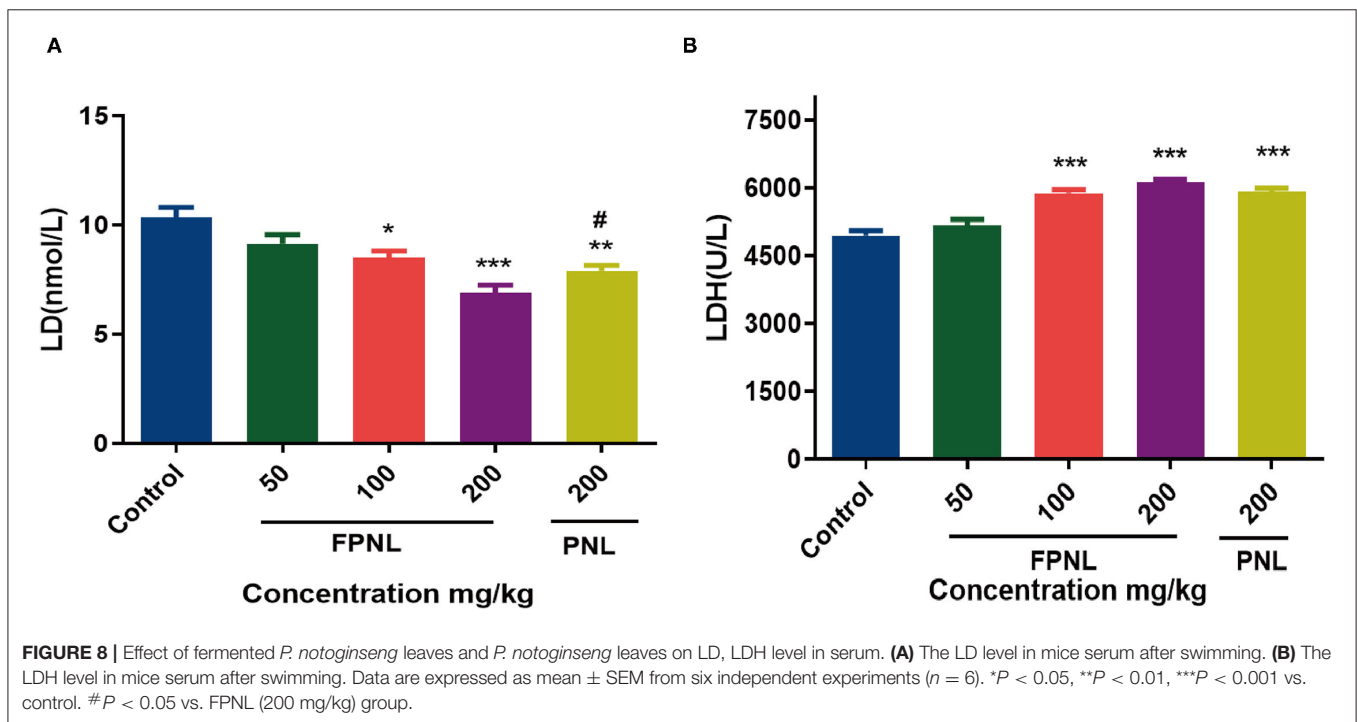 A
15
10
5
0
LD(nmol/L)
*
***
#
**
Control
50
100
200
200
FPNL
PNL
Concentration mg/kg
B
7500
6000
4500
3000
1500
0
LDH(U/L)
***
***
***
Control
50
100
200
200
FPNL
PNL
Concentration mg/kg
FIGURE 8 | Effect of fermented P. notoginseng leaves and P. notoginseng leaves on LD, LDH level in serum. (A) The LD level in mice serum after swimming. (B) The
LDH level in mice serum after swimming. Data are expressed as mean ± SEM from six independent experiments (n = 6). *P < 0.05, **P < 0.01, ***P < 0.001 vs.
control. #P < 0.05 vs. FPNL (200 mg/kg) group.